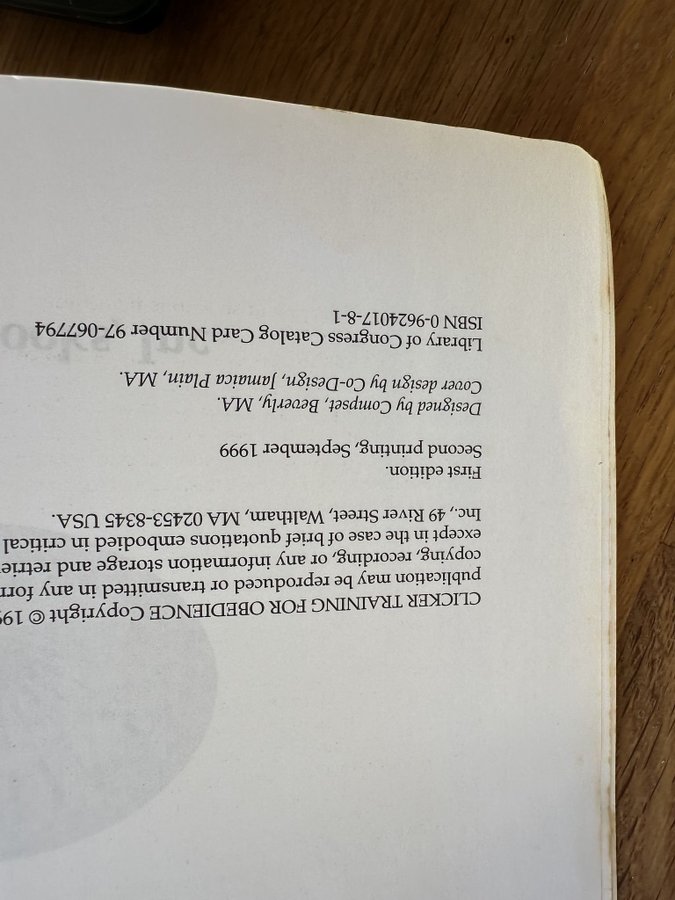 CLICKER TRAINING FOR OBEDIENCE Copyright ©
publication may be reproduced or transmitted in any
copying, recording, or any information storage and
except in the case of brief quotations embodied in critical
Inc., 49 River Street, Waltham, MA 02453-8345 USA.
First edition.
Second printing, September 1999
Designed by Compset, Beverly, MA.
Cover design by Co-Design, Jamaica Plain, MA.
Library of Congress Catalog Card Number 97-067794
ISBN 0-9624017-8-1